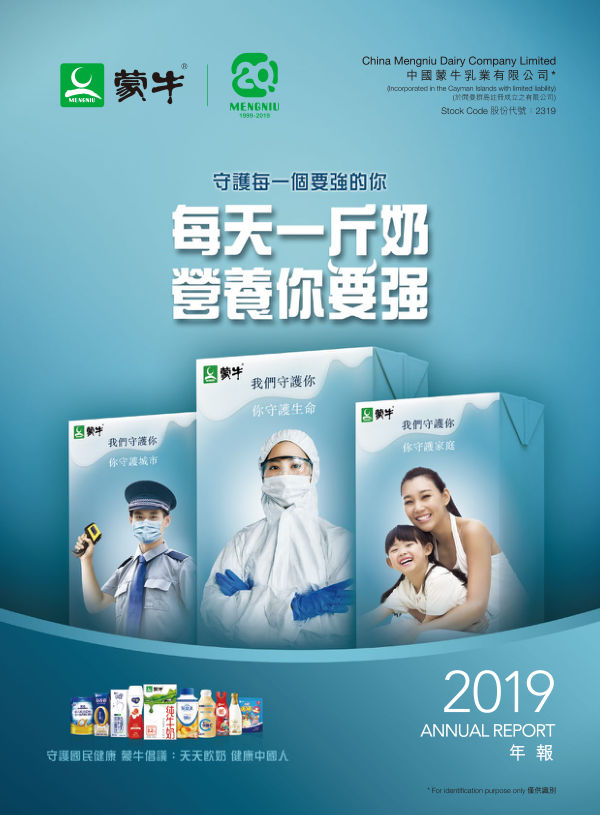 MENGNIU
蒙牛®
20
MENGNIU
1999-2019
China Mengniu Dairy Company Limited
中國蒙牛乳業有限公司*
(Incorporated in the Cayman Islands with limited liability)
(於開曼群島註冊成立之有限公司)
Stock Code 股份代號：2319
守護每一個要強的你
每天一斤奶
營養你要强
蒙牛
我們守護你
你守護生命
蒙牛
我們守護你
你守護城市
蒙牛
我們守護你
你守護家庭
蒙牛
純牛奶
2019
ANNUAL REPORT
年報
守護國民健康 蒙牛倡議：天天飲奶 健康中國人
* For identification purpose only 僅供識別